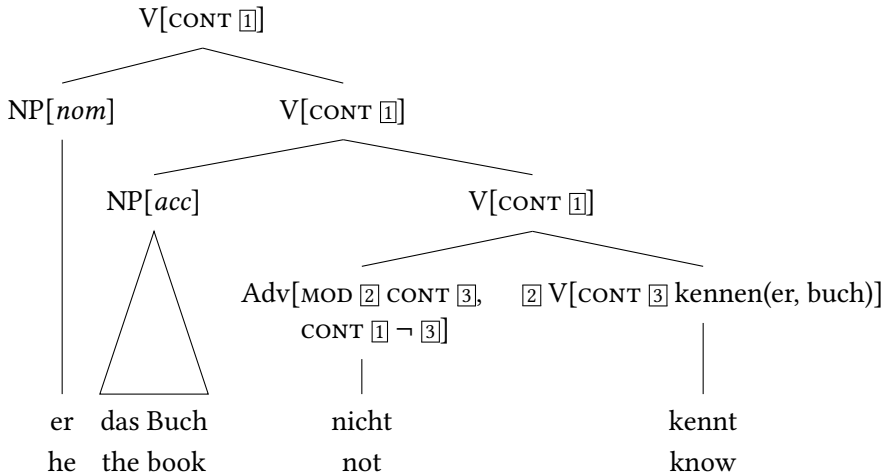 V[CONT 1]
NP[nom] V[CONT 1]
NP[acc] V[CONT 1]
Adv[MOD 2 CONT 3, 2 V[CONT 3 kennen(er, buch)]
CONT 1 ¬ 3]
er das Buch nicht kennt
he the book not know